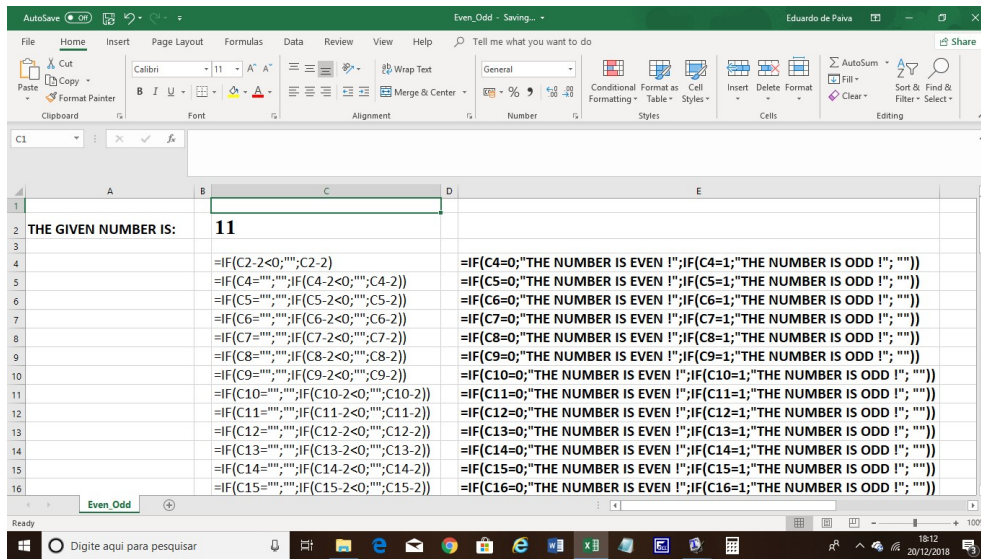 AutoSave Off Even_Odd - Saving... Eduardo de Paiva
File Home Insert Page Layout Formulas Data Review View Help Tell me what you want to do Share
Paste
Cut
Copy
Format Painter
Clipboard
Calibri 11 A^ A˅
B I U A
Font
Wrap Text
Merge & Center
Alignment
General
% 9 
Number
Conditional Formatting
Format as Table
Cell Styles
Styles
Insert Delete Format
Cells
AutoSum
Fill
Clear
Sort & Filter
Find & Select
Editing
C1 fx
A B C D E
1
2 THE GIVEN NUMBER IS: 11
3
4 =IF(C2-2<0;"";C2-2) =IF(C4=0;"THE NUMBER IS EVEN !";IF(C4=1;"THE NUMBER IS ODD !"; ""))
5 =IF(C4="";"";IF(C4-2<0;"";C4-2)) =IF(C5=0;"THE NUMBER IS EVEN !";IF(C5=1;"THE NUMBER IS ODD !"; ""))
6 =IF(C5="";"";IF(C5-2<0;"";C5-2)) =IF(C6=0;"THE NUMBER IS EVEN !";IF(C6=1;"THE NUMBER IS ODD !"; ""))
7 =IF(C6="";"";IF(C6-2<0;"";C6-2)) =IF(C7=0;"THE NUMBER IS EVEN !";IF(C7=1;"THE NUMBER IS ODD !"; ""))
8 =IF(C7="";"";IF(C7-2<0;"";C7-2)) =IF(C8=0;"THE NUMBER IS EVEN !";IF(C8=1;"THE NUMBER IS ODD !"; ""))
9 =IF(C8="";"";IF(C8-2<0;"";C8-2)) =IF(C9=0;"THE NUMBER IS EVEN !";IF(C9=1;"THE NUMBER IS ODD !"; ""))
10 =IF(C9="";"";IF(C9-2<0;"";C9-2)) =IF(C10=0;"THE NUMBER IS EVEN !";IF(C10=1;"THE NUMBER IS ODD !"; ""))
11 =IF(C10="";"";IF(C10-2<0;"";C10-2)) =IF(C11=0;"THE NUMBER IS EVEN !";IF(C11=1;"THE NUMBER IS ODD !"; ""))
12 =IF(C11="";"";IF(C11-2<0;"";C11-2)) =IF(C12=0;"THE NUMBER IS EVEN !";IF(C12=1;"THE NUMBER IS ODD !"; ""))
13 =IF(C12="";"";IF(C12-2<0;"";C12-2)) =IF(C13=0;"THE NUMBER IS EVEN !";IF(C13=1;"THE NUMBER IS ODD !"; ""))
14 =IF(C13="";"";IF(C13-2<0;"";C13-2)) =IF(C14=0;"THE NUMBER IS EVEN !";IF(C14=1;"THE NUMBER IS ODD !"; ""))
15 =IF(C14="";"";IF(C14-2<0;"";C14-2)) =IF(C15=0;"THE NUMBER IS EVEN !";IF(C15=1;"THE NUMBER IS ODD !"; ""))
16 =IF(C15="";"";IF(C15-2<0;"";C15-2)) =IF(C16=0;"THE NUMBER IS EVEN !";IF(C16=1;"THE NUMBER IS ODD !"; ""))
Even_Odd
Ready 100
Digite aqui para pesquisar
18:12
20/12/2018